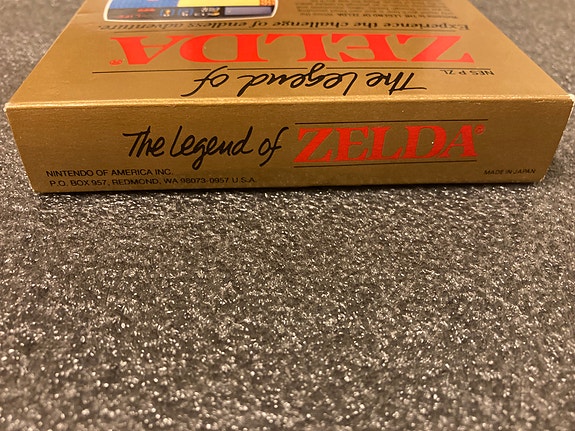 Experience the challenge of endless adventure.
ZELDA®
The Legend of
NES P ZL
The Legend of ZELDA®
NINTENDO OF AMERICA INC.
P.O. BOX 957, REDMOND, WA 98073-0957 U.S.A.
MADE IN JAPAN